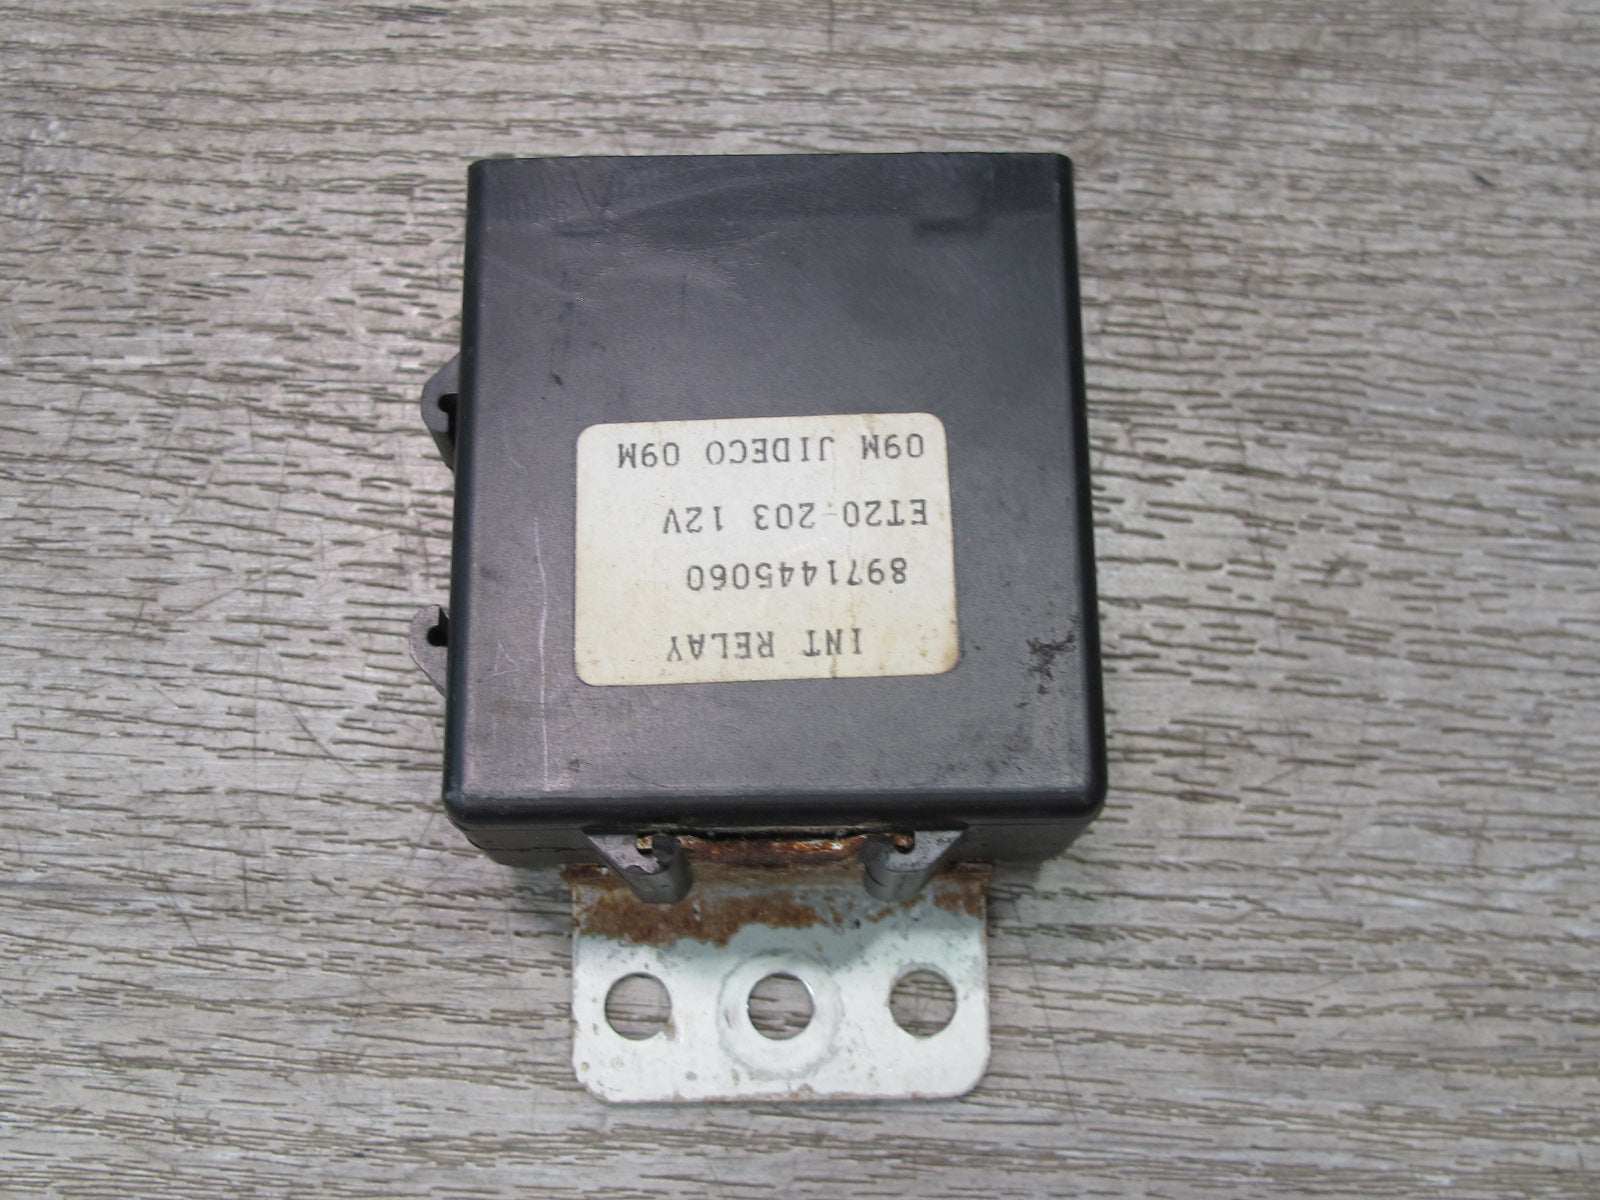 INT RELAY
8971445060
ET20-203 12V
09M JIDECO 09M